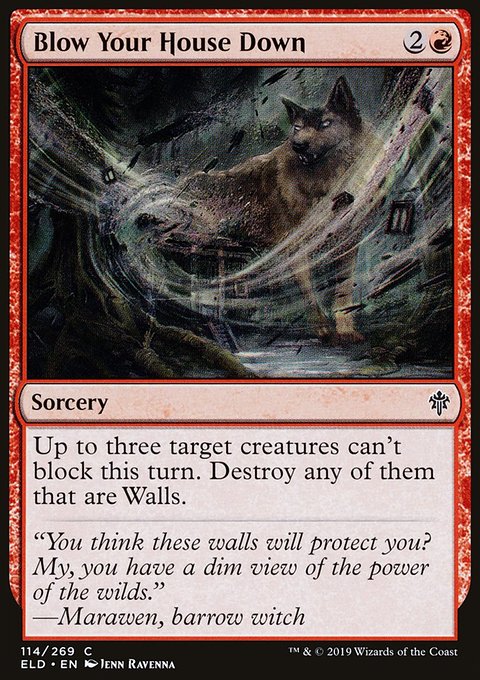 Blow Your House Down 2
Sorcery
Up to three target creatures can't
block this turn. Destroy any of them
that are Walls.
“You think these walls will protect you?
My, you have a dim view of the power
of the wilds.”
—Marawen, barrow witch
114/269 C
ELD • EN Jenn Ravenna
™ & © 2019 Wizards of the Coast